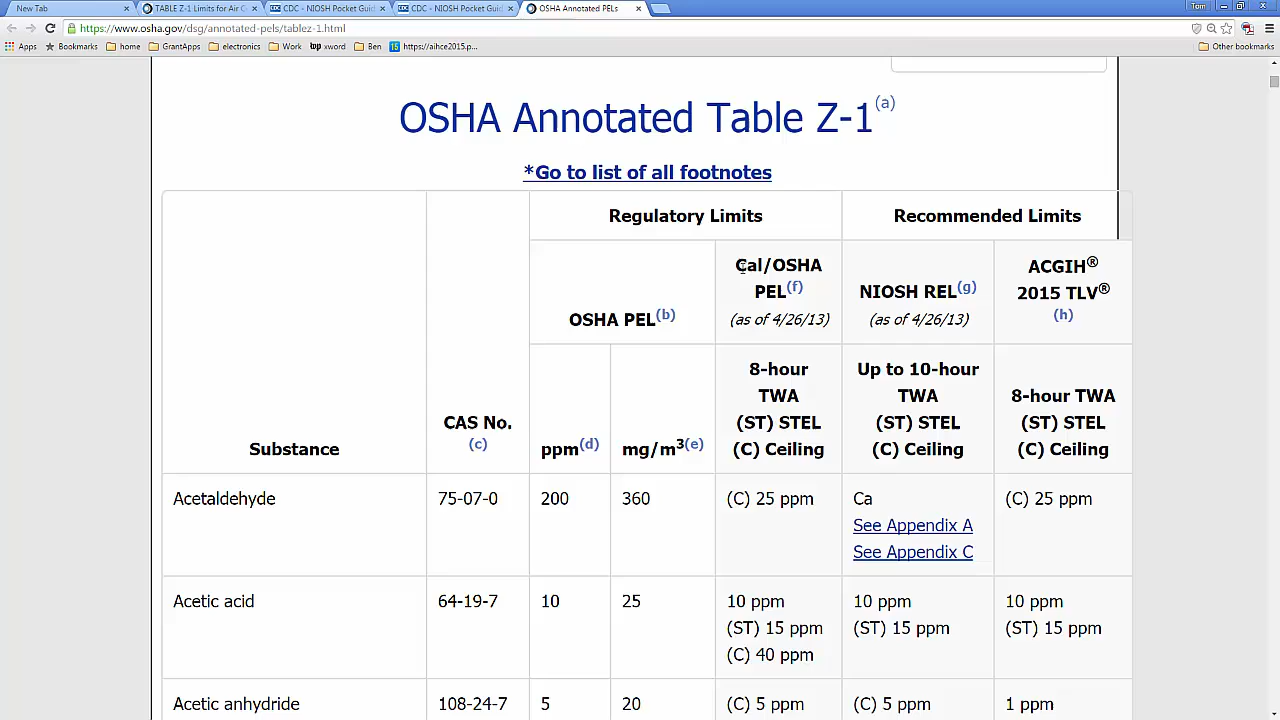 New Tab
TABLE Z-1 Limits for Air C
CDC - NIOSH Pocket Guid
CDC - NIOSH Pocket Guid
OSHA Annotated PELs
Tom
https://www.osha.gov/dsg/annotated-pels/tablez-1.html
Apps Bookmarks home GrantApps electronics Work wp xword Ben 15 https://aihce2015.p... Other bookmarks
OSHA Annotated Table Z-1(a)
*Go to list of all footnotes
Regulatory Limits
Recommended Limits
Substance
CAS No.
(c)
OSHA PEL(b)
Cal/OSHA
PEL(f)
(as of 4/26/13)
NIOSH REL(g)
(as of 4/26/13)
ACGIH®
2015 TLV®
(h)
ppm(d)
mg/m3(e)
8-hour
TWA
(ST) STEL
(C) Ceiling
Up to 10-hour
TWA
(ST) STEL
(C) Ceiling
8-hour TWA
(ST) STEL
(C) Ceiling
Acetaldehyde
75-07-0
200
360
(C) 25 ppm
Ca
See Appendix A
See Appendix C
(C) 25 ppm
Acetic acid
64-19-7
10
25
10 ppm
(ST) 15 ppm
(C) 40 ppm
10 ppm
(ST) 15 ppm
10 ppm
(ST) 15 ppm
Acetic anhydride
108-24-7
5
20
(C) 5 ppm
(C) 5 ppm
1 ppm